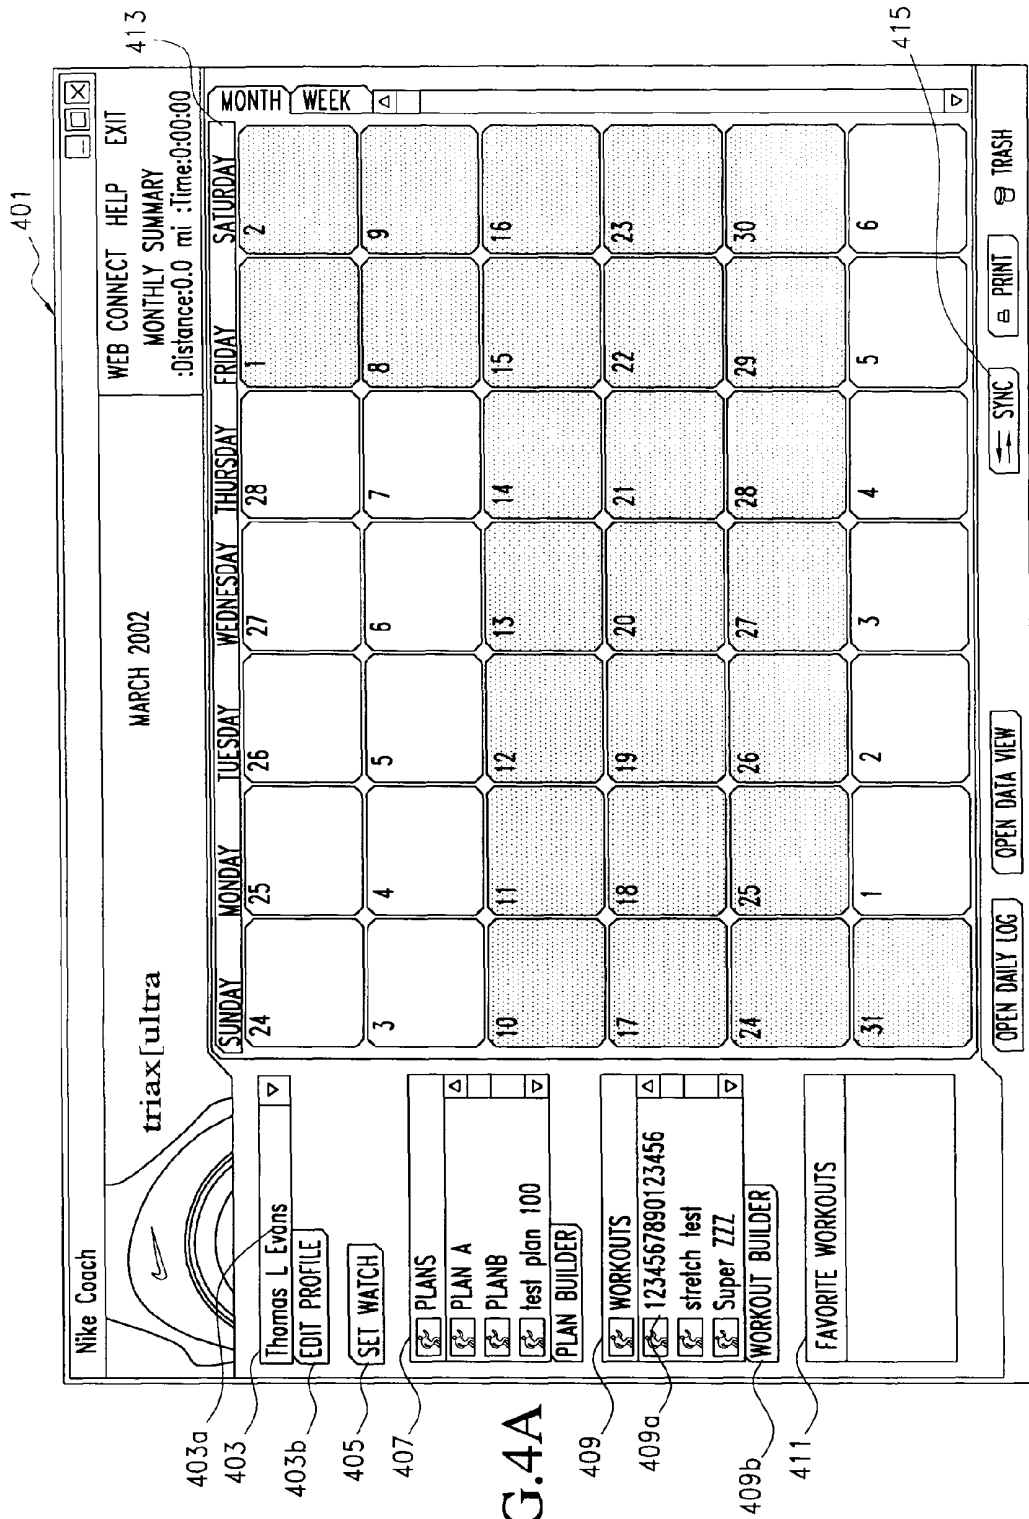 401
Nike Coach
WEB CONNECT HELP EXIT
triax[ultra
MARCH 2002
MONTHLY SUMMARY
:Distance:0.0 mi :Time:0:00:00
413
403a
403
Thomas L Evans
403b
EDIT PROFILE
405
SET WATCH
407
PLANS
PLAN A
PLANB
test plan 100
PLAN BUILDER
409
WORKOUTS
409a
1234567890123456
stretch test
Super ZZZ
409b
WORKOUT BUILDER
411
FAVORITE WORKOUTS
SUNDAY MONDAY TUESDAY WEDNESDAY THURSDAY FRIDAY SATURDAY
24 25 26 27 28 1 2
3 4 5 6 7 8 9
10 11 12 13 14 15 16
17 18 19 20 21 22 23
24 25 26 27 28 29 30
31 1 2 3 4 5 6
MONTH
WEEK
415
OPEN DAILY LOG OPEN DATA VIEW SYNC PRINT TRASH
G.4A